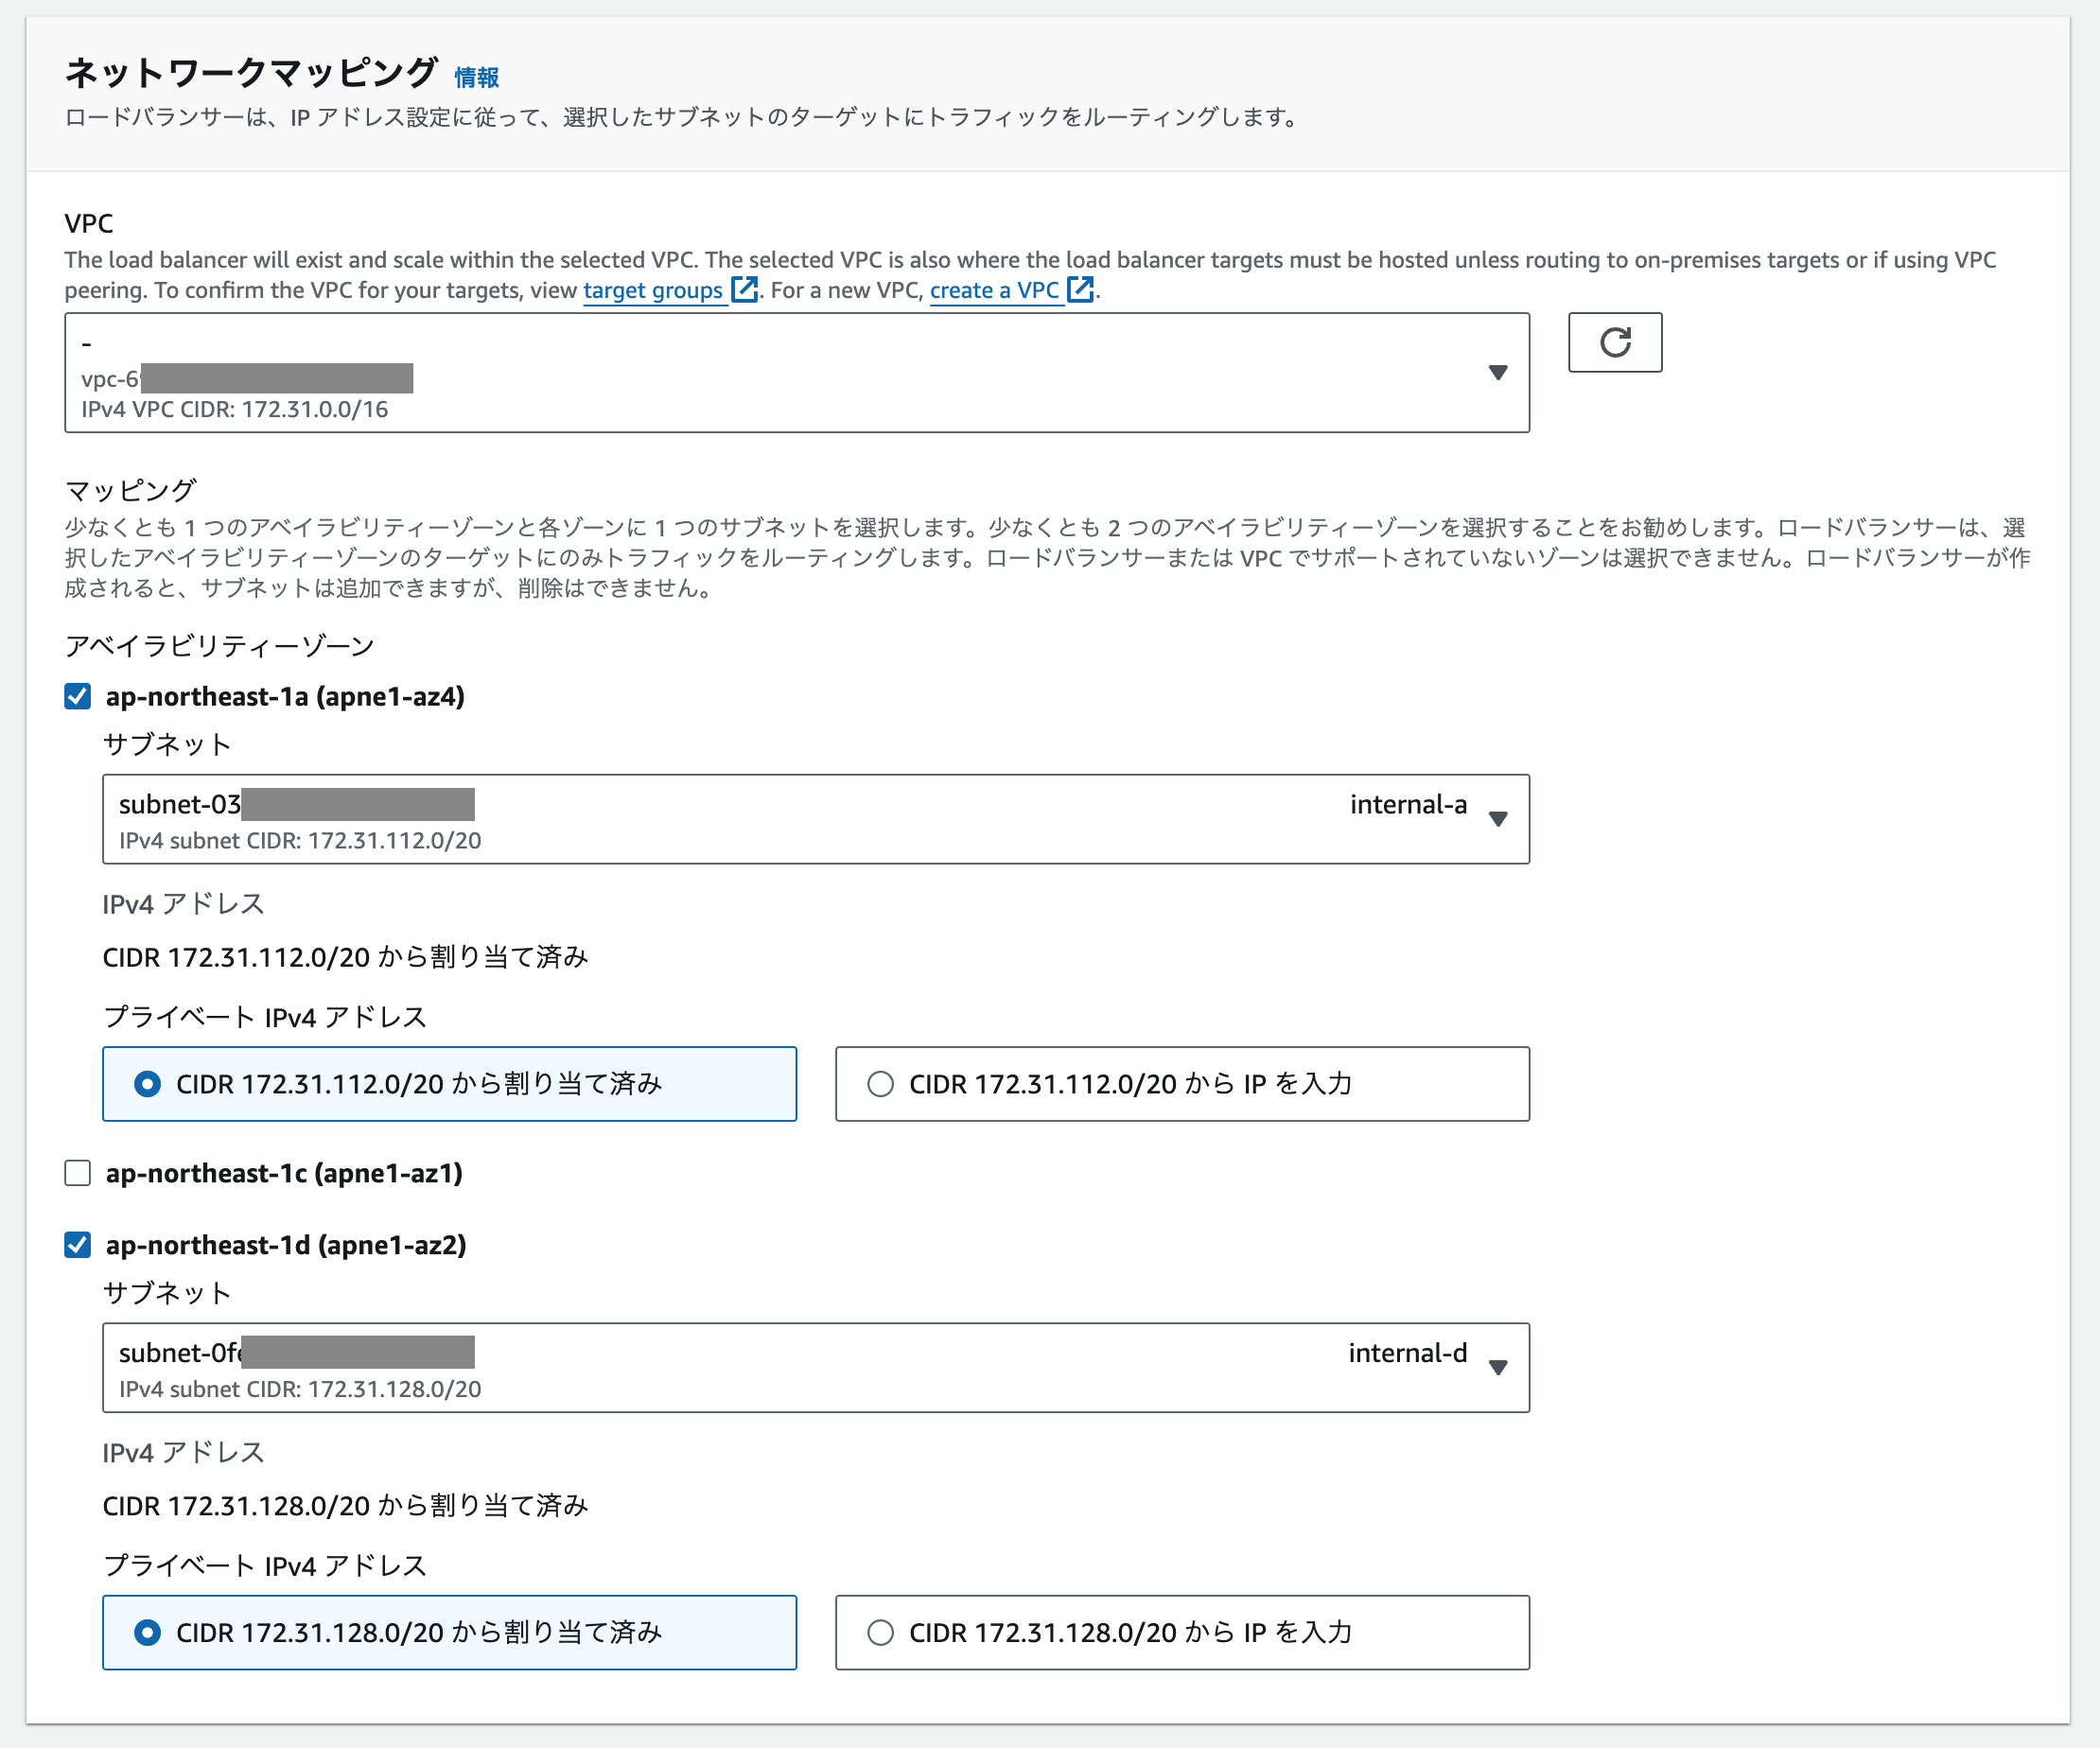 ネットワークマッピング 情報
ロードバランサーは、IP アドレス設定に従って、選択したサブネットのターゲットにトラフィックをルーティングします。
VPC
The load balancer will exist and scale within the selected VPC. The selected VPC is also where the load balancer targets must be hosted unless routing to on-premises targets or if using VPC
peering. To confirm the VPC for your targets, view target groups. For a new VPC, create a VPC.
-
vpc-6
IPv4 VPC CIDR: 172.31.0.0/16
マッピング
少なくとも 1 つのアベイラビリティーゾーンと各ゾーンに 1 つのサブネットを選択します。少なくとも 2 つのアベイラビリティーゾーンを選択することをお勧めします。ロードバランサーは、選
択したアベイラビリティーゾーンのターゲットにのみトラフィックをルーティングします。ロードバランサーまたは VPC でサポートされていないゾーンは選択できません。ロードバランサーが作
成されると、サブネットは追加できますが、削除はできません。
アベイラビリティーゾーン
ap-northeast-1a (apne1-az4)
サブネット
subnet-03 internal-a
IPv4 subnet CIDR: 172.31.112.0/20
IPv4 アドレス
CIDR 172.31.112.0/20 から割り当て済み
プライベート IPv4 アドレス
CIDR 172.31.112.0/20 から割り当て済み CIDR 172.31.112.0/20 から IP を入力
ap-northeast-1c (apne1-az1)
ap-northeast-1d (apne1-az2)
サブネット
subnet-0f internal-d
IPv4 subnet CIDR: 172.31.128.0/20
IPv4 アドレス
CIDR 172.31.128.0/20 から割り当て済み
プライベート IPv4 アドレス
CIDR 172.31.128.0/20 から割り当て済み CIDR 172.31.128.0/20 から IP を入力